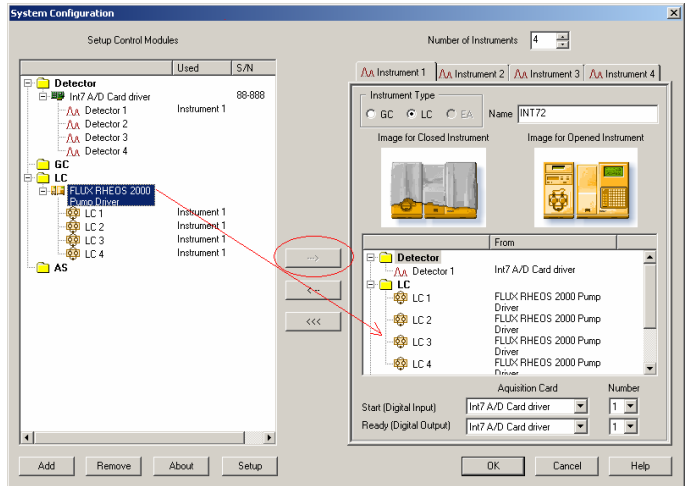 System Configuration
Setup Control Modules
Number of Instruments 4
Used S/N
Detector
Int7 A/D Card driver 88-888
Detector 1 Instrument 1
Detector 2
Detector 3
Detector 4
GC
LC
FLUX RHEOS 2000
Pump Driver
LC 1 Instrument 1
LC 2 Instrument 1
LC 3 Instrument 1
LC 4 Instrument 1
AS
--->
<---
<<<
Instrument 1 Instrument 2 Instrument 3 Instrument 4
Instrument Type
GC LC EA Name INT72
Image for Closed Instrument Image for Opened Instrument
From
Detector
Detector 1 Int7 A/D Card driver
LC
LC 1 FLUX RHEOS 2000 Pump
Driver
LC 2 FLUX RHEOS 2000 Pump
Driver
LC 3 FLUX RHEOS 2000 Pump
Driver
LC 4 FLUX RHEOS 2000 Pump
Driver
Aquisition Card Number
Start (Digital Input) Int7 A/D Card driver 1
Ready (Digital Output) Int7 A/D Card driver 1
Add Remove About Setup OK Cancel Help